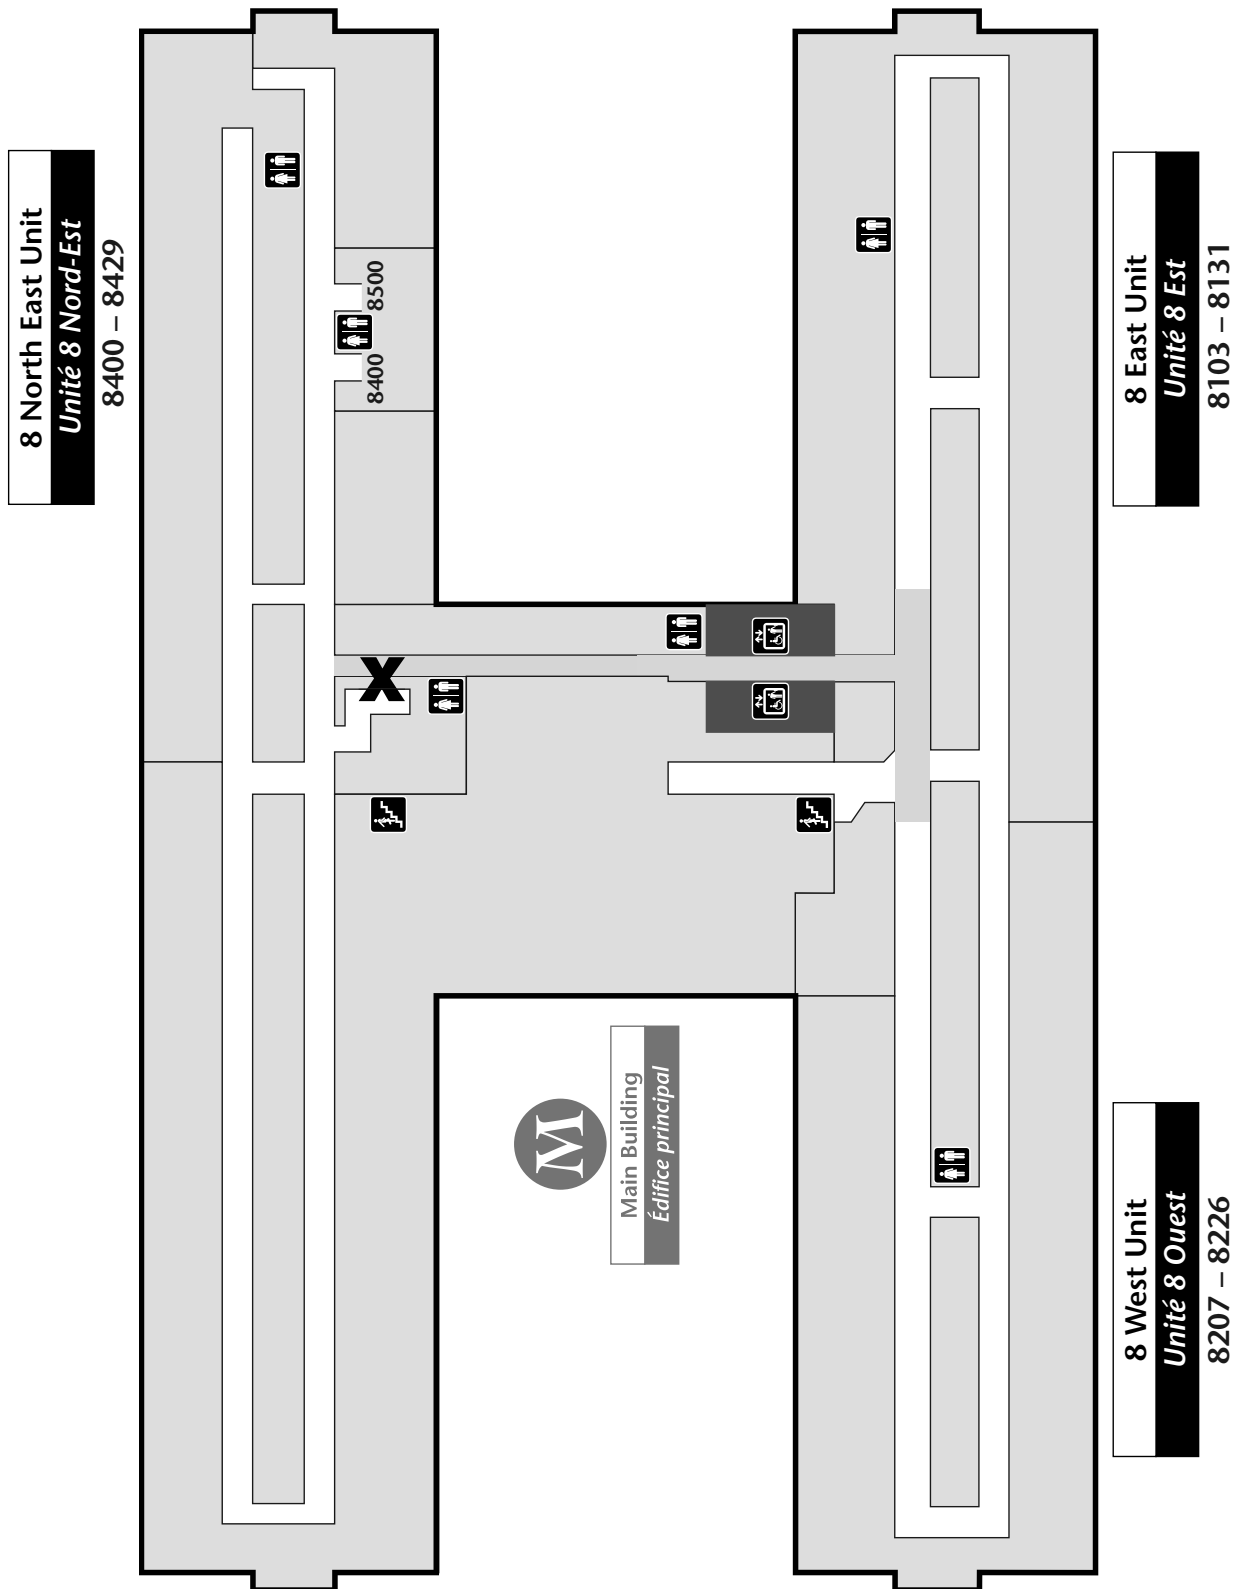 8 North East Unit
Unité 8 Nord-Est
8400 – 8429
8500
8400
8 East Unit
Unité 8 Est
8103 – 8131
X
M
Main Building
Édifice principal
8 West Unit
Unité 8 Ouest
8207 – 8226